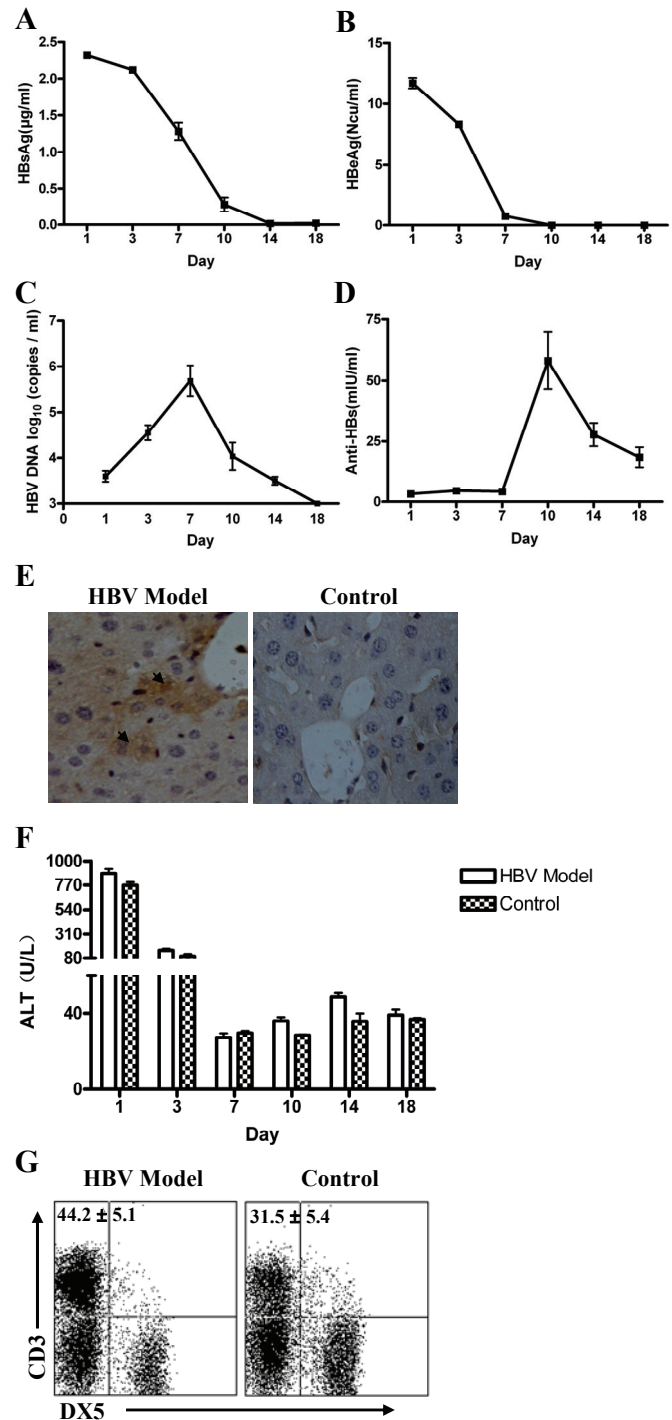 A
HBsAg(μg/ml)
2.5
2.0
1.5
1.0
0.5
0.0
1 3 7 10 14 18
Day
B
HBeAg(Ncu/ml)
15
10
5
0
1 3 7 10 14 18
Day
C
HBV DNA log10 (copies / ml)
7
6
5
4
3
0 1 3 7 10 14 18
Day
D
Anti-HBs(mIU/ml)
75
50
25
0
1 3 7 10 14 18
Day
E
HBV Model Control
F
ALT (U/L)
1000
770
540
310
80
40
0
1 3 7 10 14 18
Day
HBV Model
Control
G
HBV Model Control
44.2 ± 5.1 31.5 ± 5.4
CD3
DX5